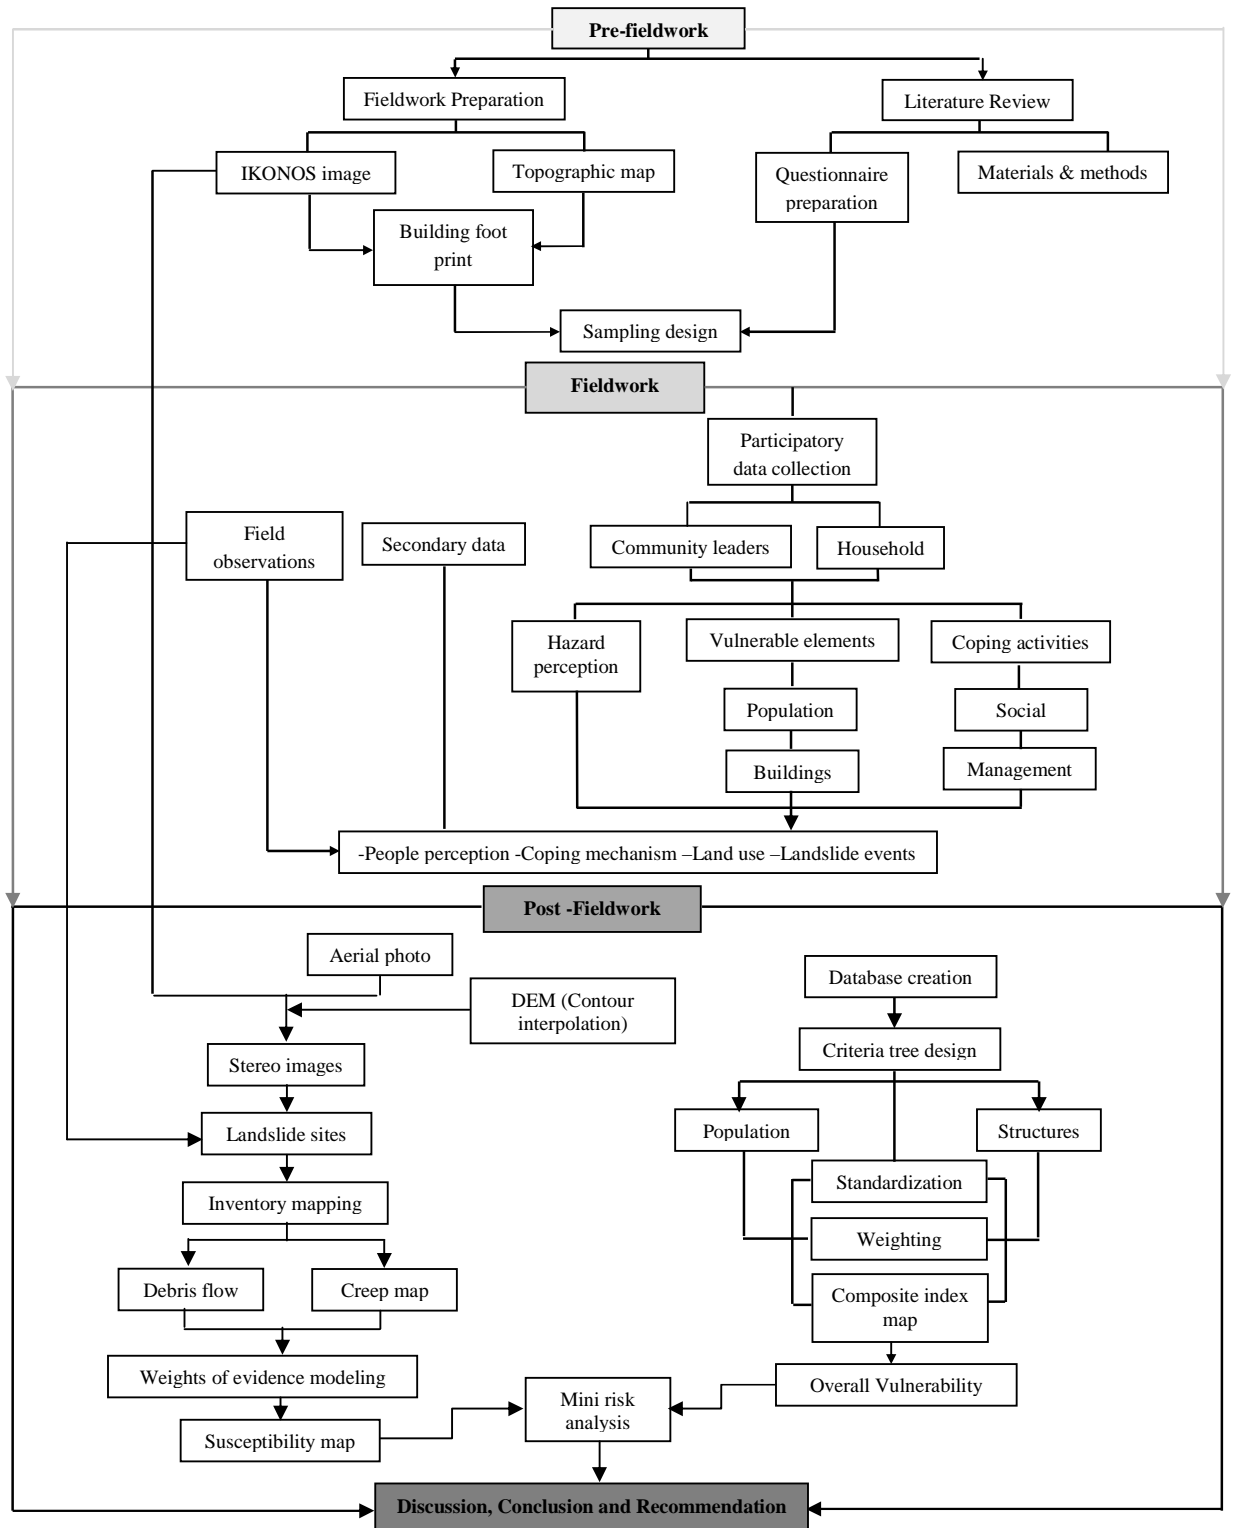 Pre-fieldwork
Fieldwork Preparation
Literature Review
IKONOS image
Topographic map
Questionnaire
preparation
Materials & methods
Building foot
print
Sampling design
Fieldwork
Participatory
data collection
Field
observations
Secondary data
Community leaders
Household
Hazard
perception
Vulnerable elements
Coping activities
Population
Social
Buildings
Management
-People perception -Coping mechanism –Land use –Landslide events
Post -Fieldwork
Aerial photo
DEM (Contour
interpolation)
Database creation
Stereo images
Criteria tree design
Landslide sites
Population
Structures
Inventory mapping
Standardization
Weighting
Debris flow
Creep map
Composite index
map
Weights of evidence modeling
Overall Vulnerability
Mini risk
analysis
Susceptibility map
Discussion, Conclusion and Recommendation